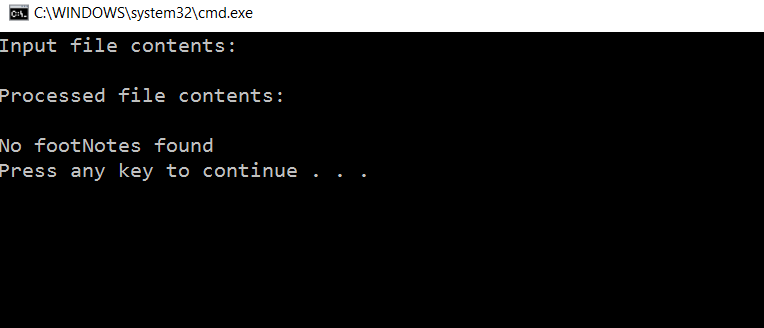 C:\WINDOWS\system32\cmd.exe
Input file contents:
Processed file contents:
No footNotes found
Press any key to continue . . .